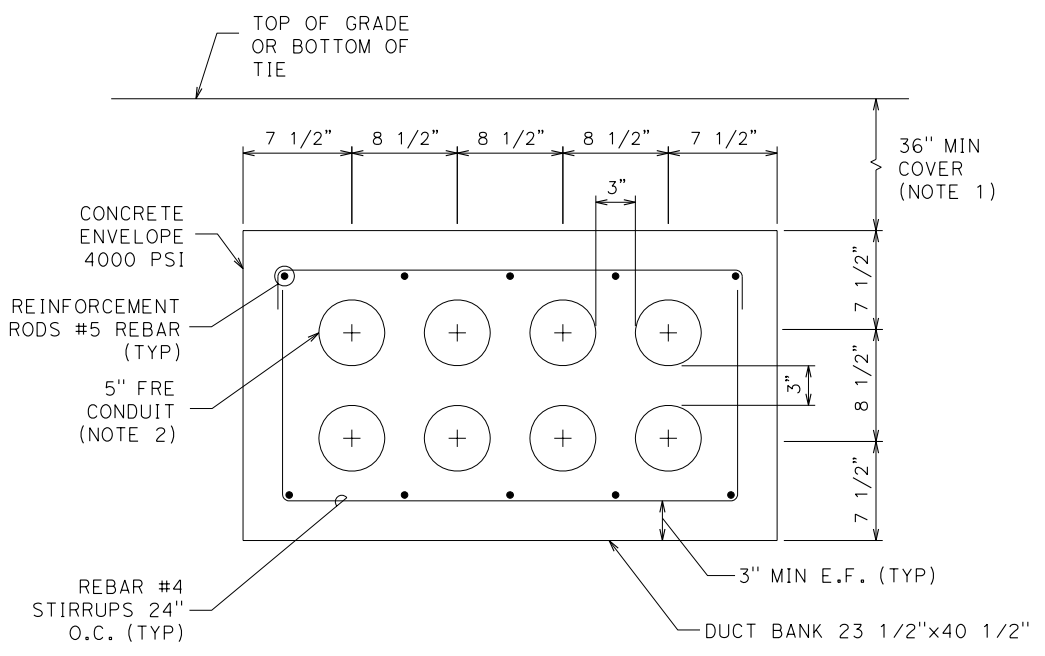 TOP OF GRADE
OR BOTTOM OF
TIE
7 1/2" 8 1/2" 8 1/2" 8 1/2" 7 1/2"
36" MIN
COVER
(NOTE 1)
3"
CONCRETE
ENVELOPE
4000 PSI
7 1/2"
REINFORCEMENT
RODS #5 REBAR
(TYP)
5" FRE
CONDUIT
(NOTE 2)
3"
8 1/2"
7 1/2"
REBAR #4
STIRRUPS 24"
O.C. (TYP)
3" MIN E.F. (TYP)
DUCT BANK 23 1/2"x40 1/2"